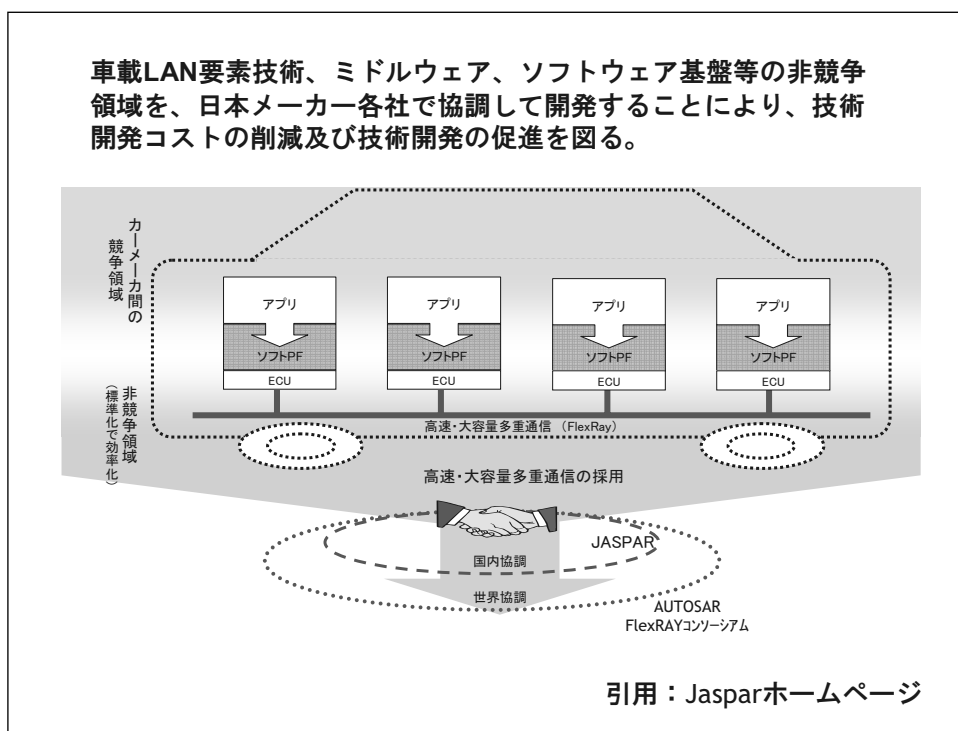 車載LAN要素技術、ミドルウェア、ソフトウェア基盤等の非競争
領域を、日本メーカー各社で協調して開発することにより、技術
開発コストの削減及び技術開発の促進を図る。
カーメーカ間の
競争領域
アプリ
アプリ
アプリ
アプリ
ソフトPF
ソフトPF
ソフトPF
ソフトPF
ECU
ECU
ECU
ECU
非競争領域
(標準化で効率化)
高速・大容量多重通信 （FlexRay）
高速・大容量多重通信の採用
JASPAR
国内協調
世界協調
AUTOSAR
FlexRAYコンソーシアム
引用：Jasparホームページ